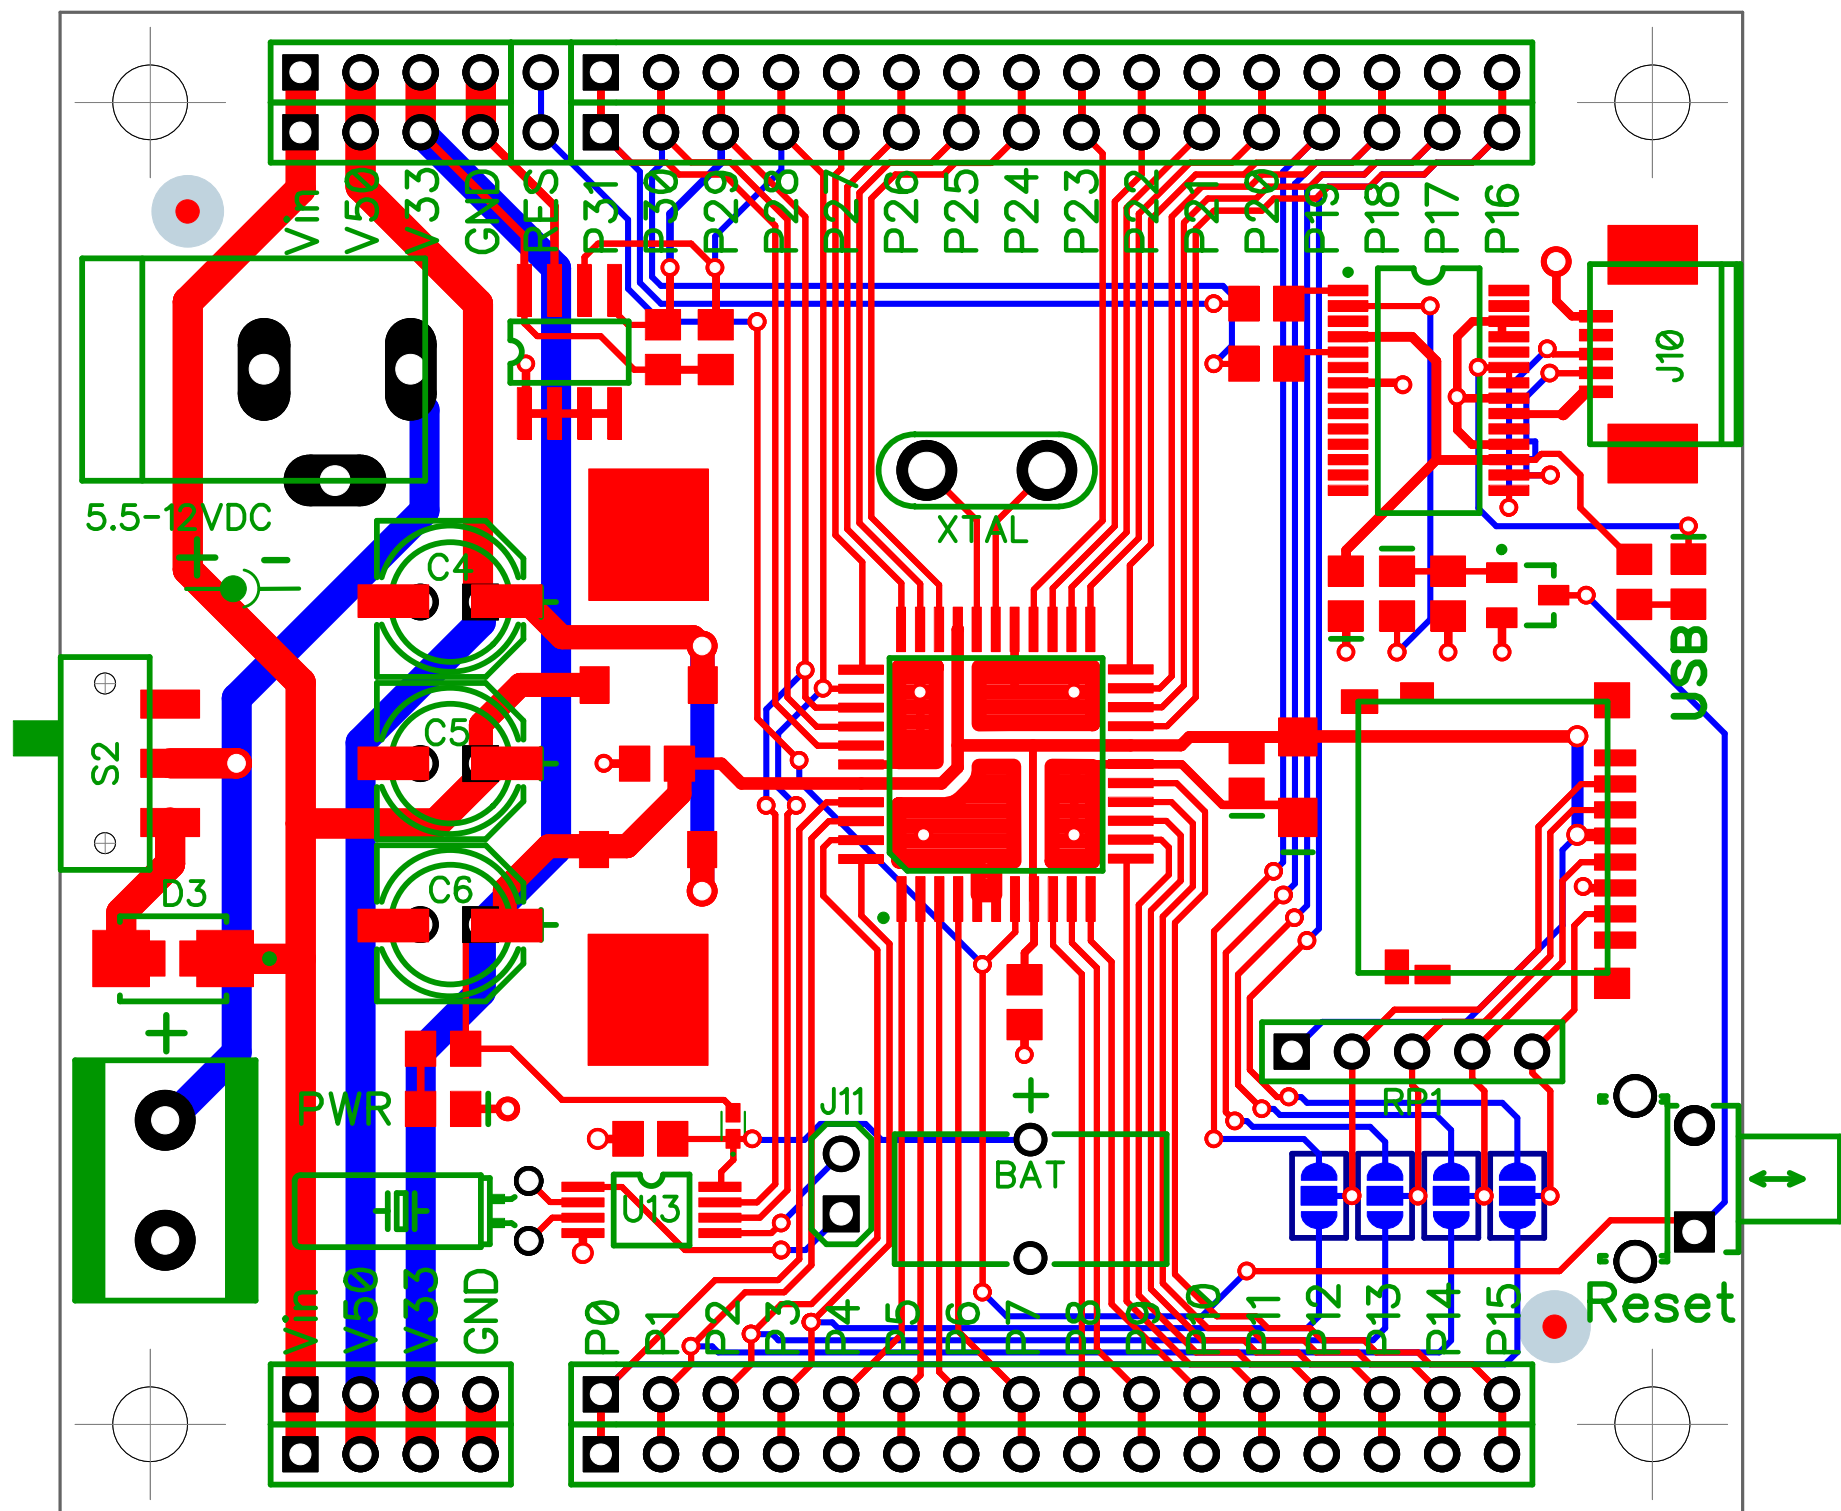 Vin V50 V33 GND RES P31 P30 P29 P28 P27 P26 P25 P24 P23 P22 P21 P20 P19 P18 P17 P16
J10
5.5-12VDC
+ -
XTAL
C4
USB
C5
S2
D3
C6
+
PWR
J11
+
RP1
BAT
U13
Reset
Vin V50 V33 GND P0 P1 P2 P3 P4 P5 P6 P7 P8 P9 P10 P11 P12 P13 P14 P15